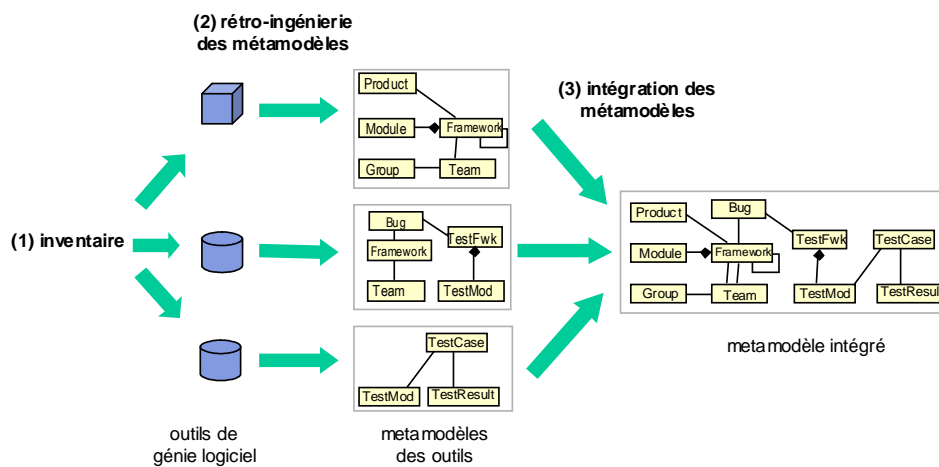 (2) rétro-ingénierie
des métamodèles
(3) intégration des
métamodèles
(1) inventaire
Product
Module
Framework
Group
Team
Bug
TestFwk
Framework
Team
TestMod
TestCase
TestMod
TestResult
Product
Bug
TestFwk
TestCase
Module
Framework
Group
Team
TestMod
TestResult
metamodèle intégré
outils de
génie logiciel
metamodèles
des outils